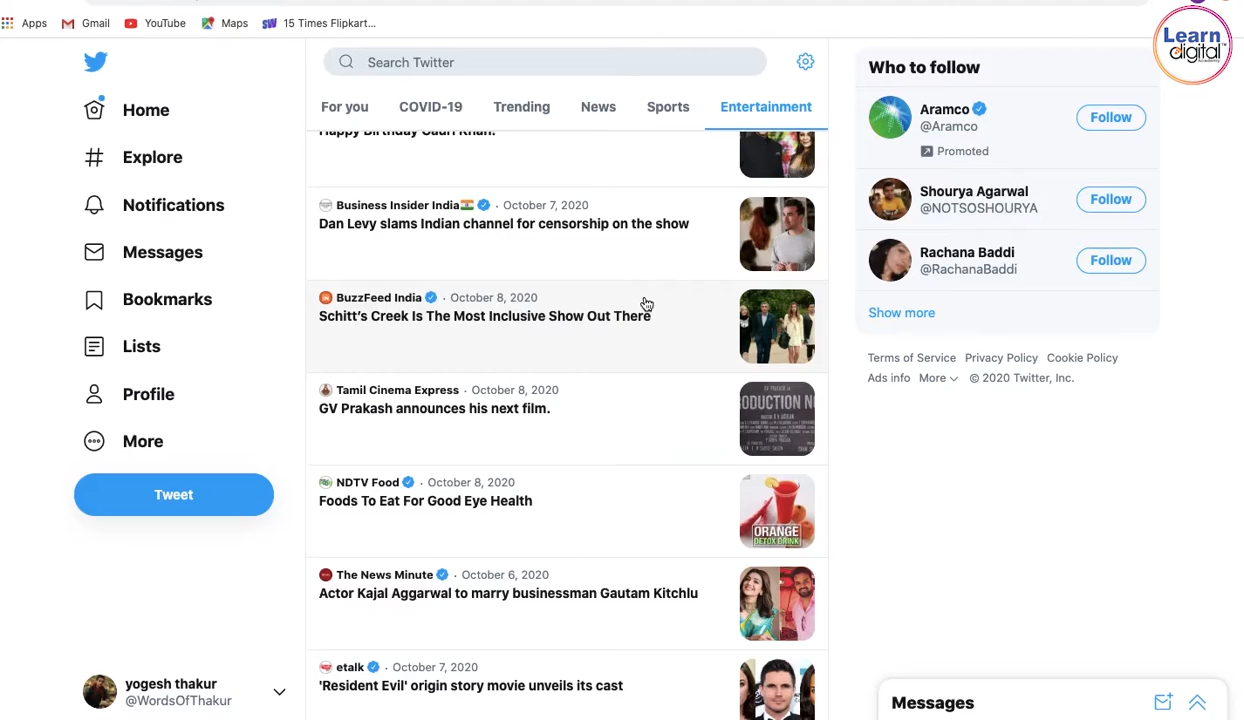 Apps
Gmail
YouTube
Maps
15 Times Flipkart...
Learn
digital
Home
Explore
Notifications
Messages
Bookmarks
Lists
Profile
More
Tweet
yogesh thakur
@WordsOfThakur
Search Twitter
For you
COVID-19
Trending
News
Sports
Entertainment
Happy Birthday Gauri Khan!
Business Insider India · October 7, 2020
Dan Levy slams Indian channel for censorship on the show
BuzzFeed India · October 8, 2020
Schitt's Creek Is The Most Inclusive Show Out There
Tamil Cinema Express · October 8, 2020
GV Prakash announces his next film.
NDTV Food · October 8, 2020
Foods To Eat For Good Eye Health
ORANGE
DETOX DRINK
The News Minute · October 6, 2020
Actor Kajal Aggarwal to marry businessman Gautam Kitchlu
etalk · October 7, 2020
'Resident Evil' origin story movie unveils its cast
Who to follow
Aramco
@Aramco
Promoted
Follow
Shourya Agarwal
@NOTSOSHOURYA
Follow
Rachana Baddi
@RachanaBaddi
Follow
Show more
Terms of Service Privacy Policy Cookie Policy
Ads info More © 2020 Twitter, Inc.
Messages